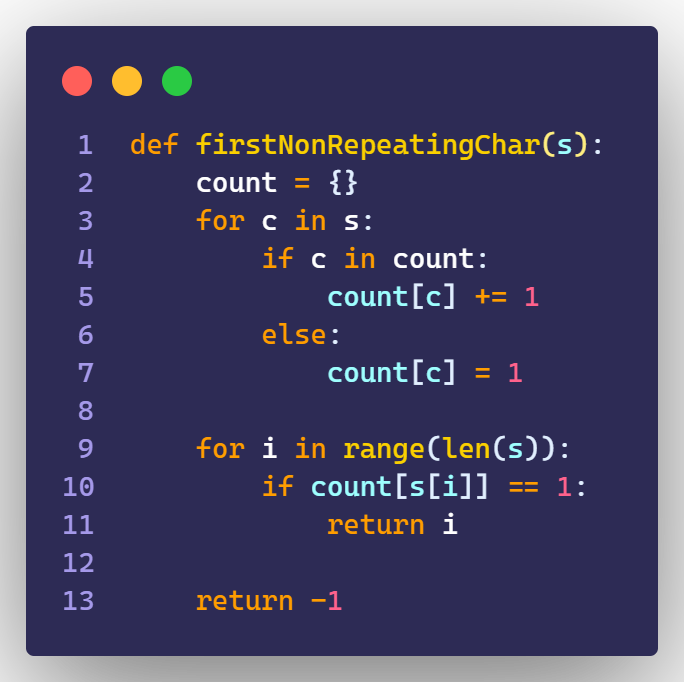 1 def firstNonRepeatingChar(s):
2     count = {}
3     for c in s:
4         if c in count:
5             count[c] += 1
6         else:
7             count[c] = 1
8
9     for i in range(len(s)):
10         if count[s[i]] == 1:
11             return i
12
13     return -1